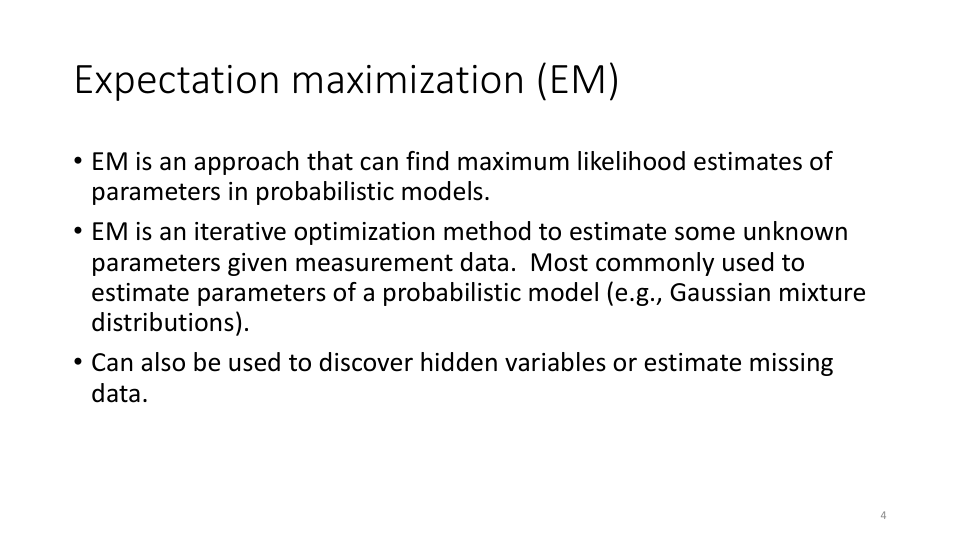 Expectation maximization (EM)
• EM is an approach that can find maximum likelihood estimates of
parameters in probabilistic models.
• EM is an iterative optimization method to estimate some unknown
parameters given measurement data.  Most commonly used to
estimate parameters of a probabilistic model (e.g., Gaussian mixture
distributions).
• Can also be used to discover hidden variables or estimate missing
data.
4